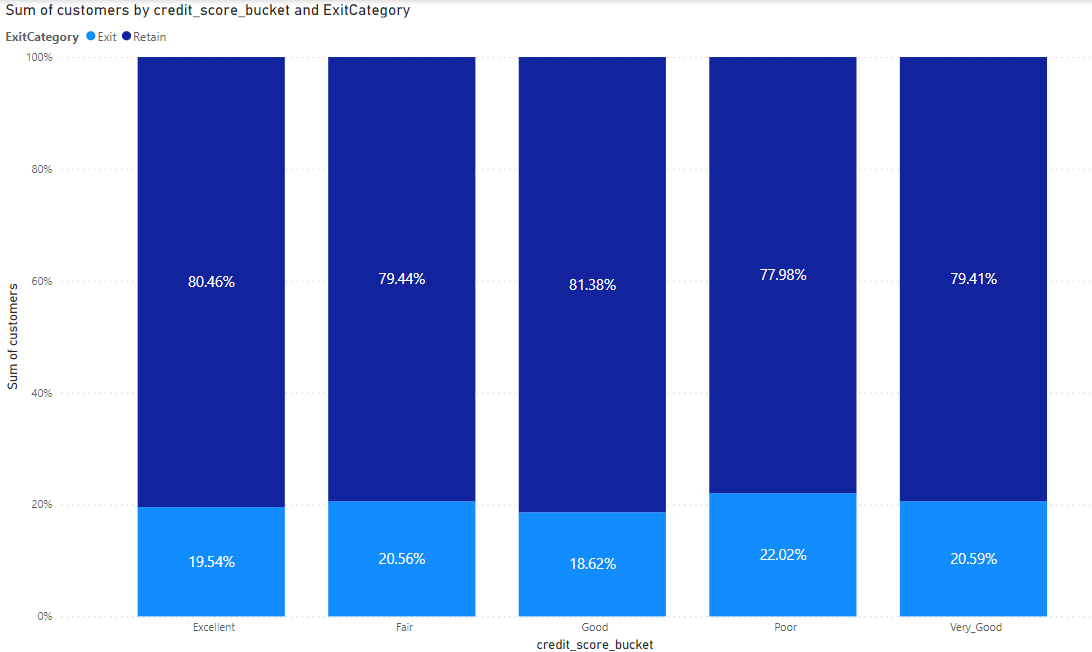 Sum of customers by credit_score_bucket and ExitCategory
ExitCategory Exit Retain
100%
80%
60%
40%
20%
0%
Sum of customers
80.46% 79.44% 81.38% 77.98% 79.41%
19.54% 20.56% 18.62% 22.02% 20.59%
Excellent Fair Good Poor Very_Good
credit_score_bucket